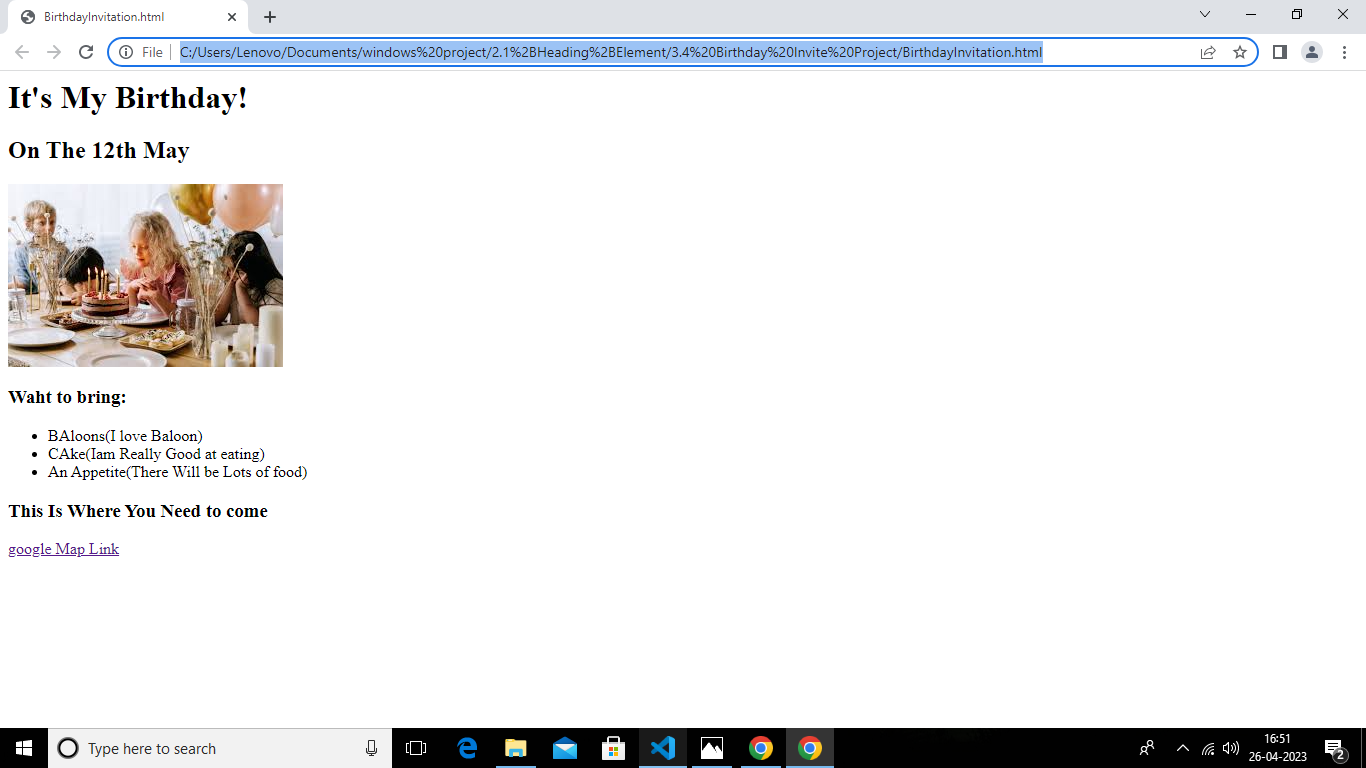 BirthdayInvitation.html
File
C:/Users/Lenovo/Documents/windows%20project/2.1%2BHeading%2BElement/3.4%20Birthday%20Invite%20Project/BirthdayInvitation.html
It's My Birthday!
On The 12th May
Waht to bring:
BAloons(I love Baloon)
CAke(Iam Really Good at eating)
An Appetite(There Will be Lots of food)
This Is Where You Need to come
google Map Link
Type here to search
16:51
26-04-2023
2